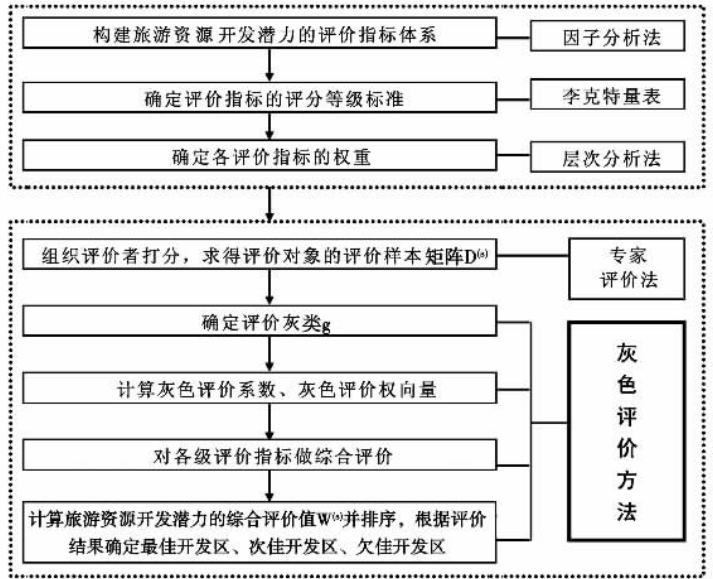 构建旅游资源开发潜力的评价指标体系
因子分析法
确定评价指标的评分等级标准
李克特量表
确定各评价指标的权重
层次分析法
组织评价者打分，求得评价对象的评价样本矩阵D⁽ˢ⁾
专家
评价法
确定评价灰类g
计算灰色评价系数、灰色评价权向量
对各级评价指标做综合评价
计算旅游资源开发潜力的综合评价值W⁽ˢ⁾并排序，根据评价
结果确定最佳开发区、次佳开发区、欠佳开发区
灰
色
评
价
方
法